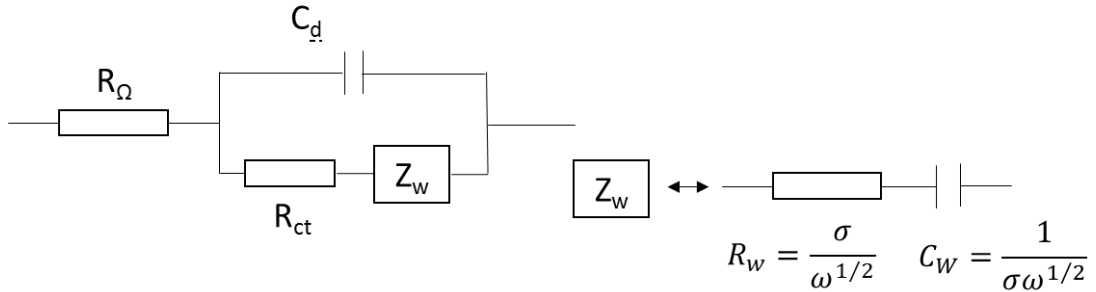 C_d
R_Ω
Z_w
R_ct
Z_w
R_w = σ/ω^{1/2}
C_W = 1/(σω^{1/2})